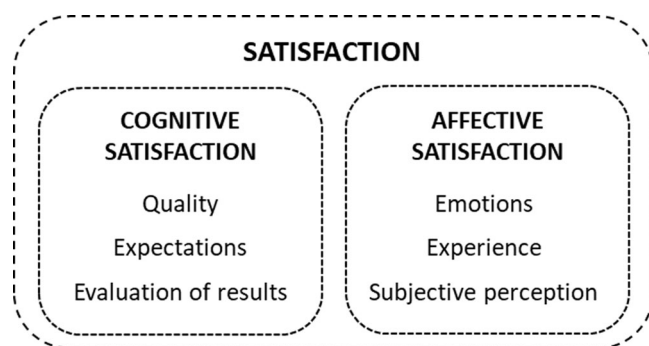 SATISFACTION
COGNITIVE
SATISFACTION
Quality
Expectations
Evaluation of results
AFFECTIVE
SATISFACTION
Emotions
Experience
Subjective perception